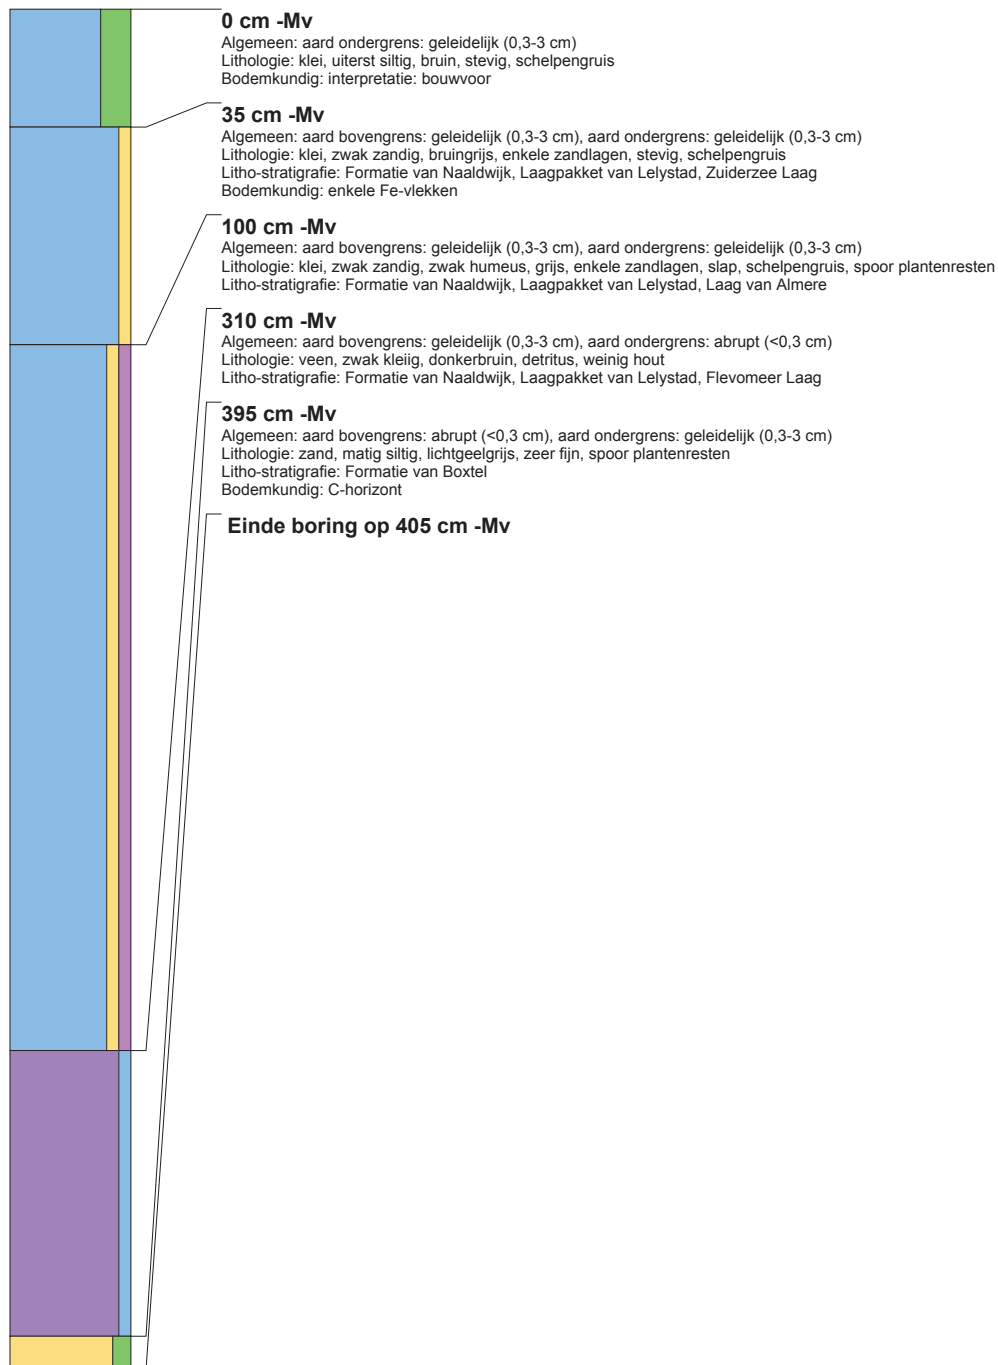 0 cm -Mv
Algemeen: aard ondergrens: geleidelijk (0,3-3 cm)
Lithologie: klei, uiterst siltig, bruin, stevig, schelpengruis
Bodemkundig: interpretatie: bouwvoor
35 cm -Mv
Algemeen: aard bovengrens: geleidelijk (0,3-3 cm), aard ondergrens: geleidelijk (0,3-3 cm)
Lithologie: klei, zwak zandig, bruingrijs, enkele zandlagen, stevig, schelpengruis
Litho-stratigrafie: Formatie van Naaldwijk, Laagpakket van Lelystad, Zuiderzee Laag
Bodemkundig: enkele Fe-vlekken
100 cm -Mv
Algemeen: aard bovengrens: geleidelijk (0,3-3 cm), aard ondergrens: geleidelijk (0,3-3 cm)
Lithologie: klei, zwak zandig, zwak humeus, grijs, enkele zandlagen, slap, schelpengruis, spoor plantenresten
Litho-stratigrafie: Formatie van Naaldwijk, Laagpakket van Lelystad, Laag van Almere
310 cm -Mv
Algemeen: aard bovengrens: geleidelijk (0,3-3 cm), aard ondergrens: abrupt (<0,3 cm)
Lithologie: veen, zwak kleiig, donkerbruin, detritus, weinig hout
Litho-stratigrafie: Formatie van Naaldwijk, Laagpakket van Lelystad, Flevomeer Laag
395 cm -Mv
Algemeen: aard bovengrens: abrupt (<0,3 cm), aard ondergrens: geleidelijk (0,3-3 cm)
Lithologie: zand, matig siltig, lichtgeelgrijs, zeer fijn, spoor plantenresten
Litho-stratigrafie: Formatie van Boxtel
Bodemkundig: C-horizont
Einde boring op 405 cm -Mv